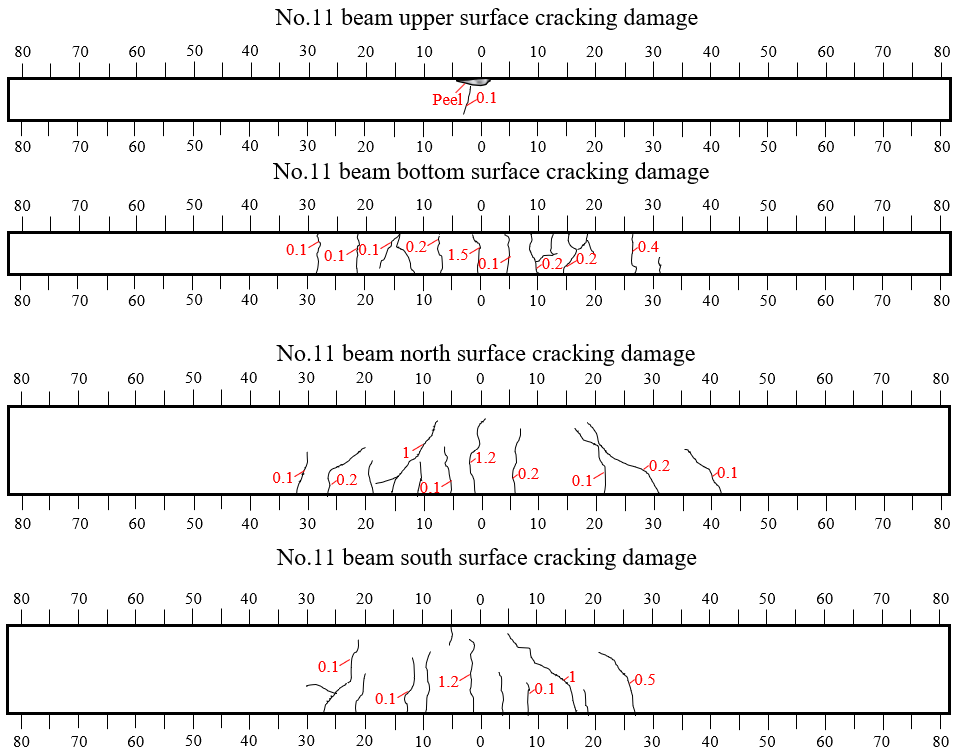 No.11 beam upper surface cracking damage
80 70 60 50 40 30 20 10 0 10 20 30 40 50 60 70 80
Peel 0.1
80 70 60 50 40 30 20 10 0 10 20 30 40 50 60 70 80
No.11 beam bottom surface cracking damage
80 70 60 50 40 30 20 10 0 10 20 30 40 50 60 70 80
0.1 0.1 0.1 0.2 1.5 0.1 0.2 0.2 0.4
80 70 60 50 40 30 20 10 0 10 20 30 40 50 60 70 80
No.11 beam north surface cracking damage
80 70 60 50 40 30 20 10 0 10 20 30 40 50 60 70 80
1 1.2
0.1 0.2 0.1 0.2 0.1 0.2 0.1
80 70 60 50 40 30 20 10 0 10 20 30 40 50 60 70 80
No.11 beam south surface cracking damage
80 70 60 50 40 30 20 10 0 10 20 30 40 50 60 70 80
0.1
0.1 1.2 0.1 1 0.5
80 70 60 50 40 30 20 10 0 10 20 30 40 50 60 70 80